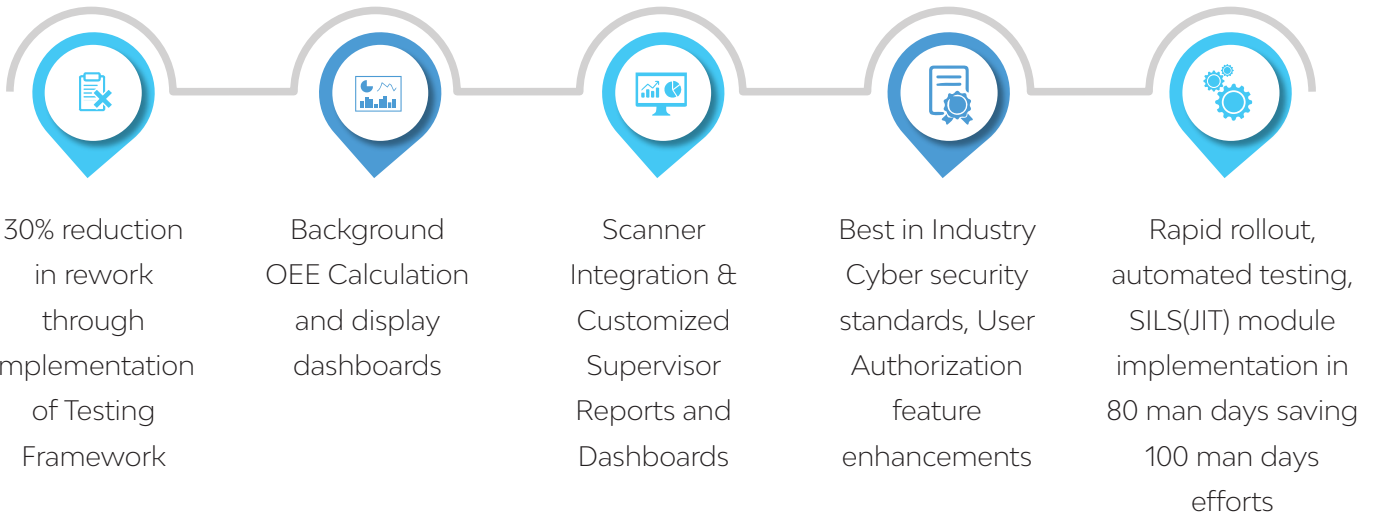 30% reduction
in rework
through
mplementation
of Testing
Framework
Background
OEE Calculation
and display
dashboards
Scanner
Integration &
Customized
Supervisor
Reports and
Dashboards
Best in Industry
Cyber security
standards, User
Authorization
feature
enhancements
Rapid rollout,
automated testing,
SILS(JIT) module
implementation in
80 man days saving
100 man days
efforts